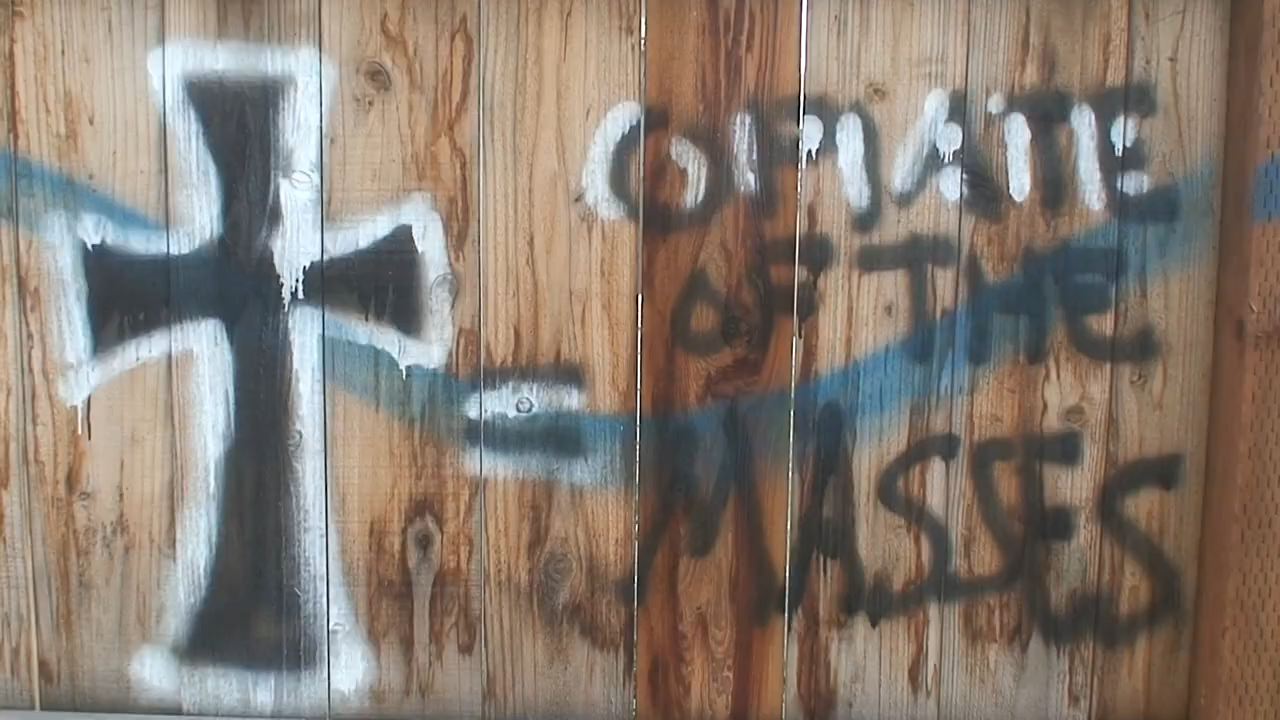 =
OPIATE
OF THE
MASSES